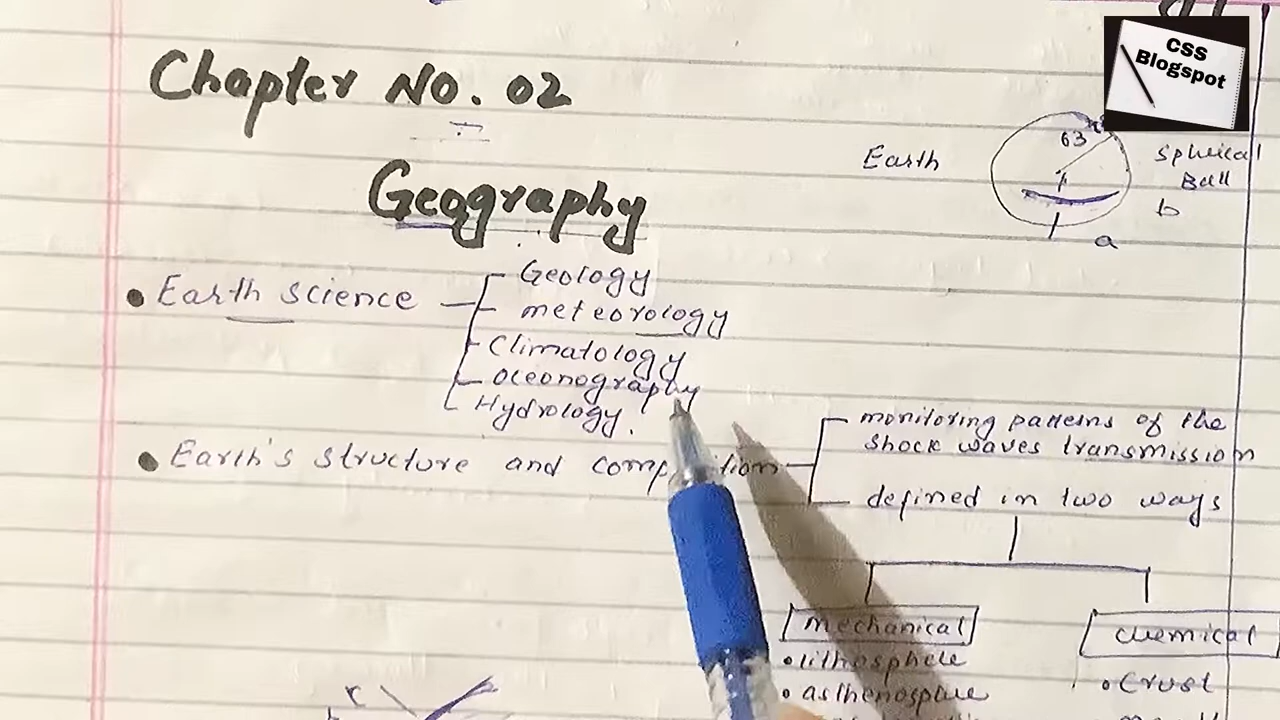 CSS
Blogspot
Chapter No. 02
Geography
Earth
63
Spherical
Ball
b
a
• Earth science
Geology
meteorology
Climatology
Oceonography
Hydrology.
• Earth's structure and
monitoring patterns of the
shock waves transmission
defined in two ways
mechanical
• lithosphere
• asthenosphere
chemical
• Crust